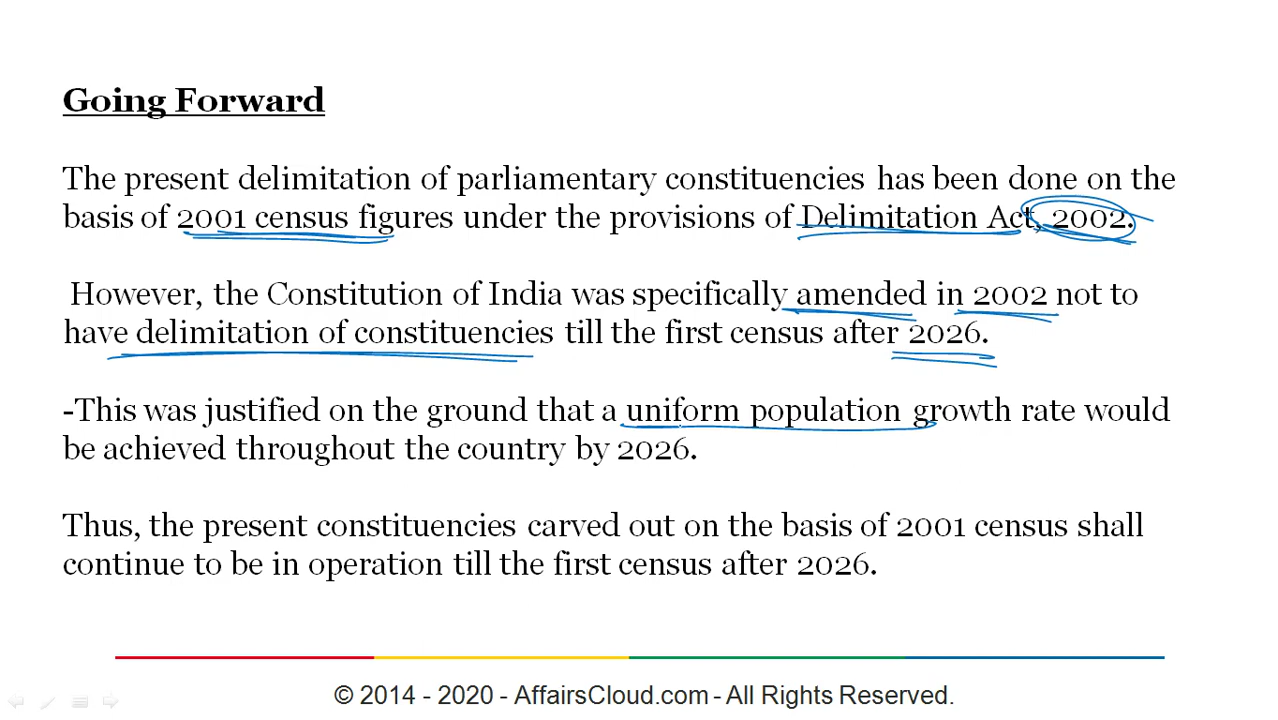 Going Forward
The present delimitation of parliamentary constituencies has been done on the
basis of 2001 census figures under the provisions of Delimitation Act, 2002.
However, the Constitution of India was specifically amended in 2002 not to
have delimitation of constituencies till the first census after 2026.
-This was justified on the ground that a uniform population growth rate would
be achieved throughout the country by 2026.
Thus, the present constituencies carved out on the basis of 2001 census shall
continue to be in operation till the first census after 2026.
© 2014 - 2020 - AffairsCloud.com - All Rights Reserved.